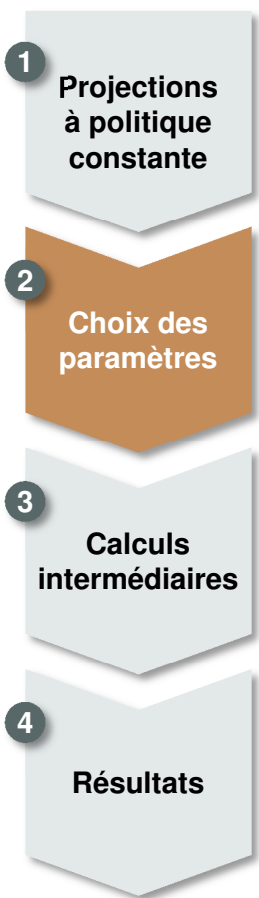 1
Projections
à politique
constante
2
Choix des
paramètres
3
Calculs
intermédiaires
4
Résultats